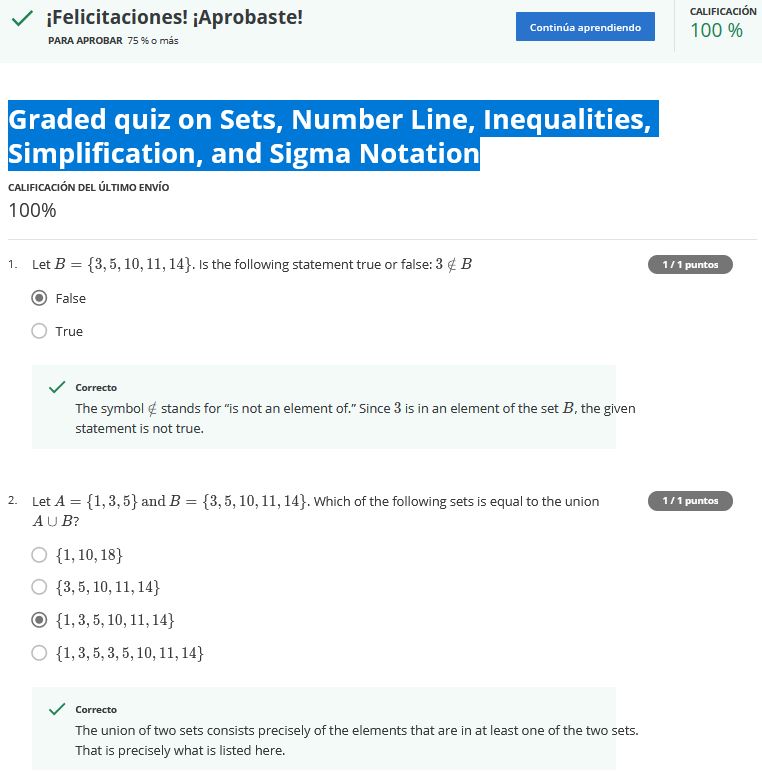 ¡Felicitaciones! ¡Aprobaste!
PARA APROBAR 75 % o más
Continúa aprendiendo
CALIFICACIÓN
100 %
Graded quiz on Sets, Number Line, Inequalities,
Simplification, and Sigma Notation
CALIFICACIÓN DEL ÚLTIMO ENVÍO
100%
1. Let B = {3, 5, 10, 11, 14}. Is the following statement true or false: 3 ∉ B
1 / 1 puntos
False
True
Correcto
The symbol ∉ stands for “is not an element of.” Since 3 is in an element of the set B, the given
statement is not true.
2. Let A = {1, 3, 5} and B = {3, 5, 10, 11, 14}. Which of the following sets is equal to the union
A ∪ B?
1 / 1 puntos
{1, 10, 18}
{3, 5, 10, 11, 14}
{1, 3, 5, 10, 11, 14}
{1, 3, 5, 3, 5, 10, 11, 14}
Correcto
The union of two sets consists precisely of the elements that are in at least one of the two sets.
That is precisely what is listed here.